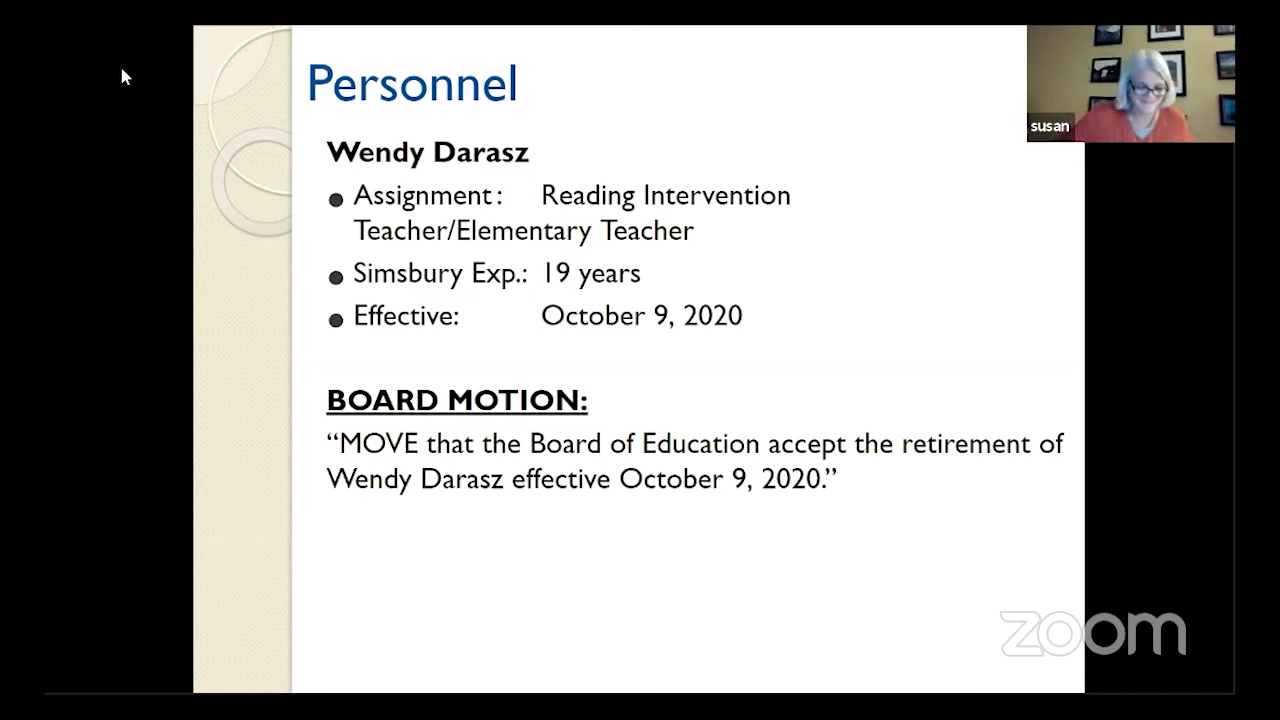 Personnel
susan
Wendy Darasz
Assignment: Reading Intervention
Teacher/Elementary Teacher
Simsbury Exp.: 19 years
Effective: October 9, 2020
BOARD MOTION:
“MOVE that the Board of Education accept the retirement of
Wendy Darasz effective October 9, 2020.”
zoom